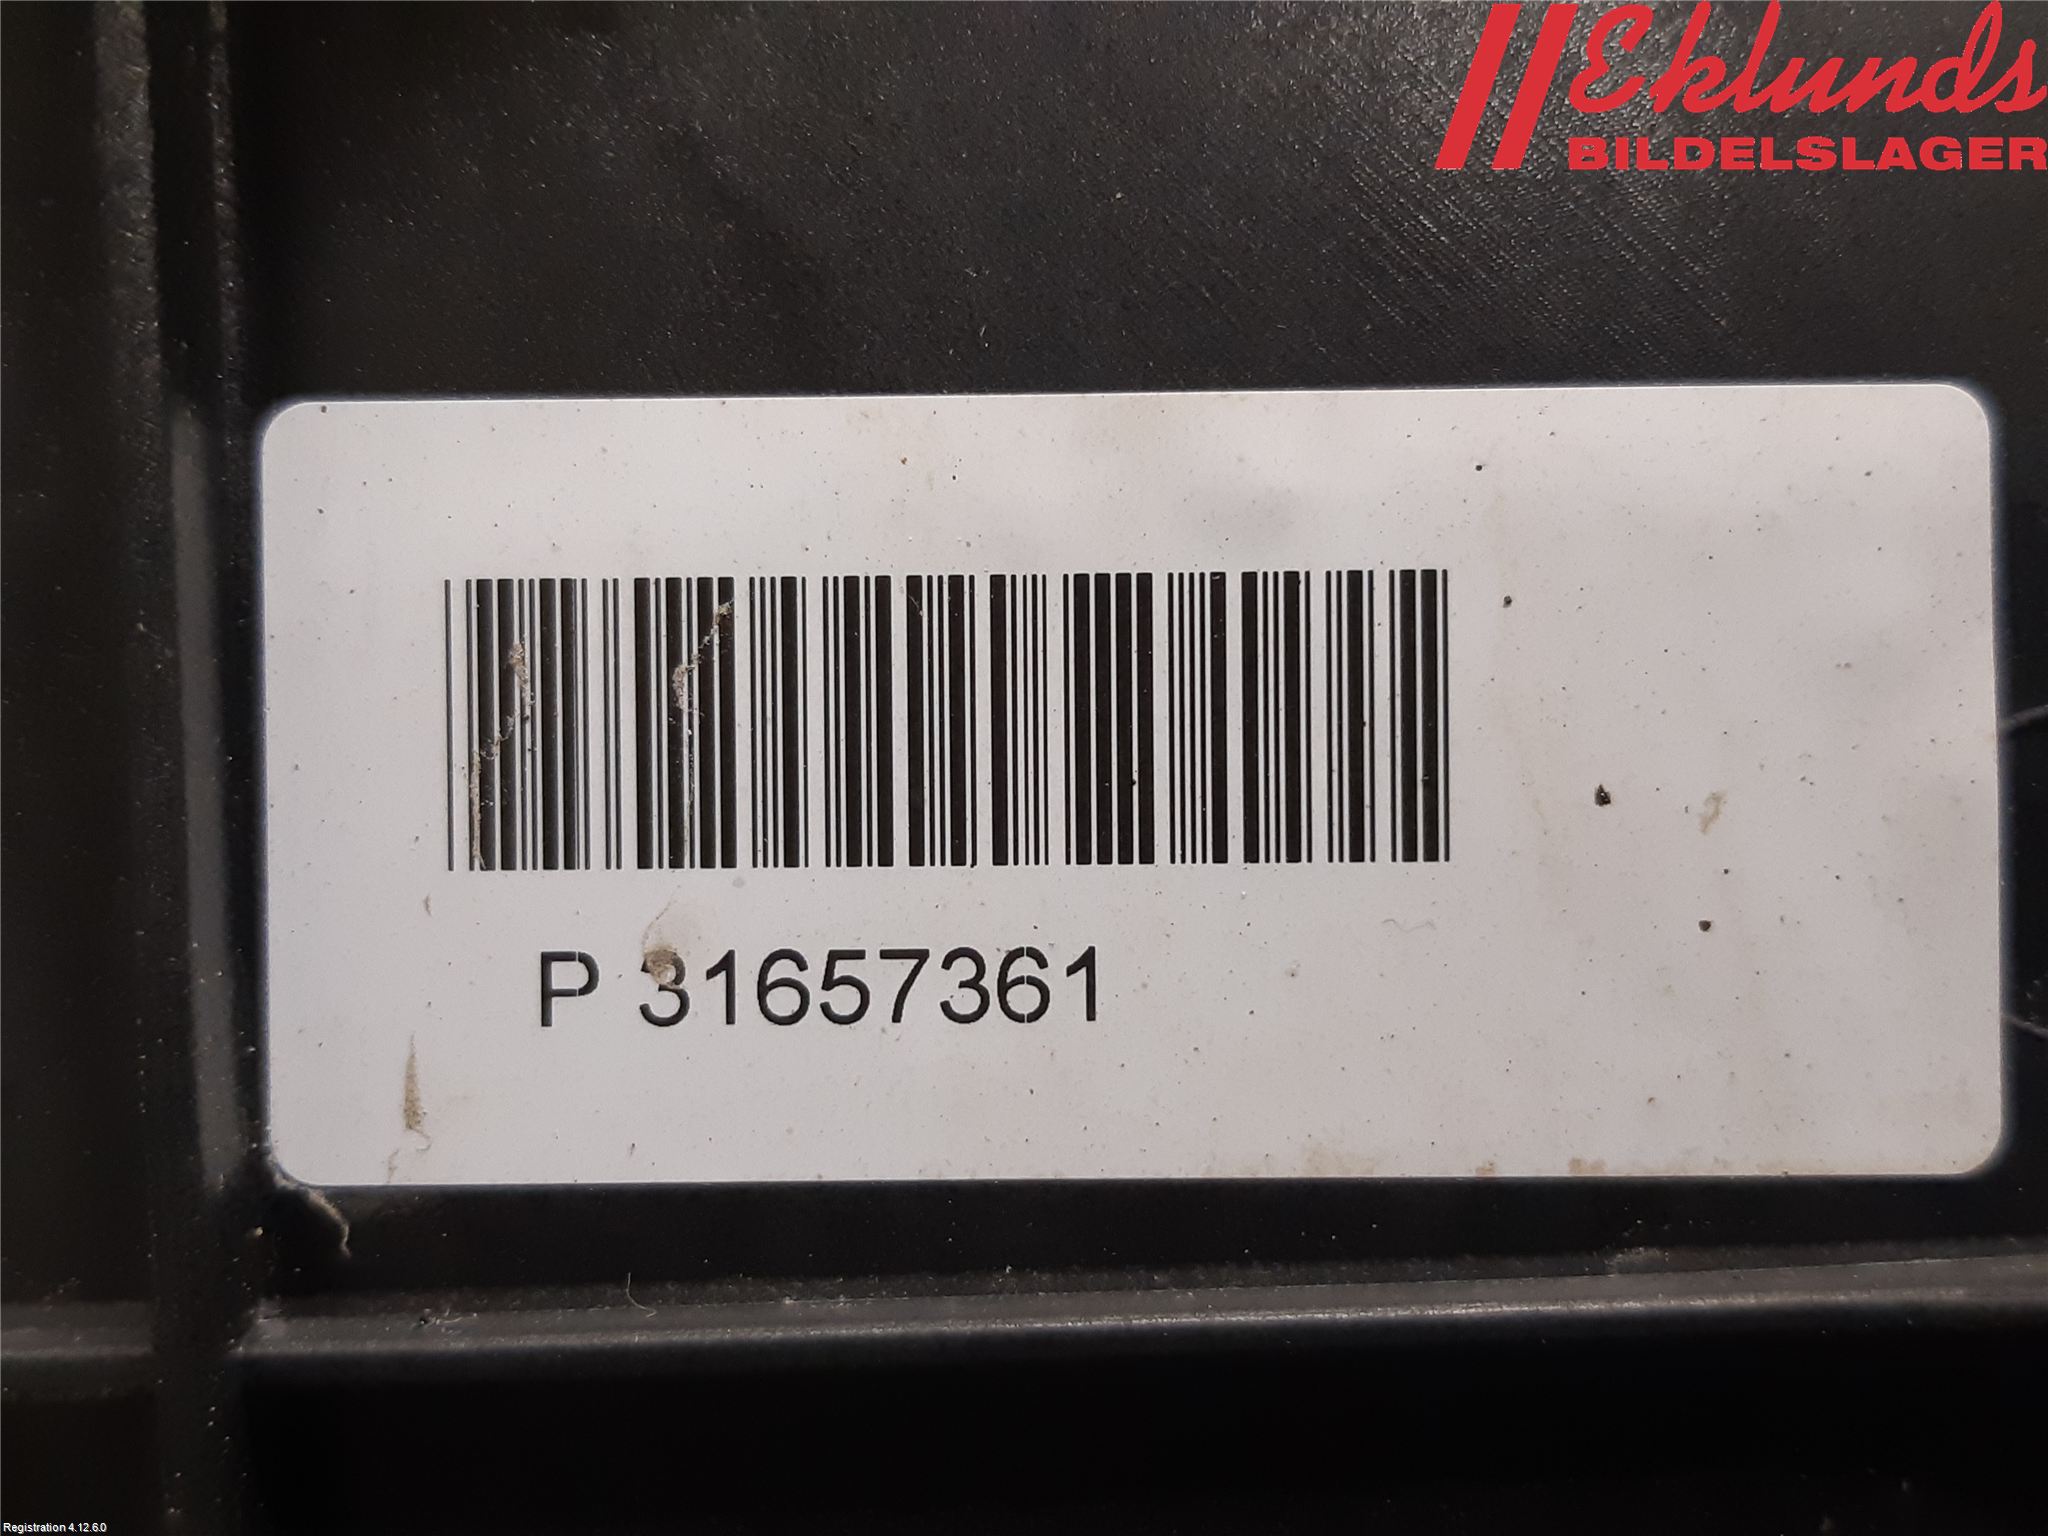 Eklunds
BILDELSLAGER
P 31657361
Registration 4.12.6.0